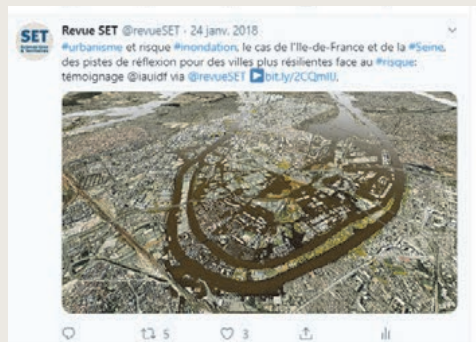 SET
Revue SET @revueSET · 24 janv. 2018
#urbanisme et risque #inondation, le cas de l'Ile-de-France et de la #Seine,
des pistes de réflexion pour des villes plus résilientes face au #risque:
témoignage @iauidf via @revueSET ▶bit.ly/2CQmIU.
5
3